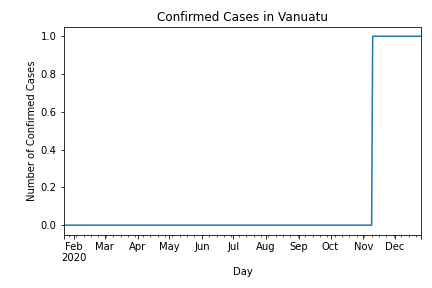 Confirmed Cases in Vanuatu
Number of Confirmed Cases
1.0
0.8
0.6
0.4
0.2
0.0
Feb Mar Apr May Jun Jul Aug Sep Oct Nov Dec
2020
Day